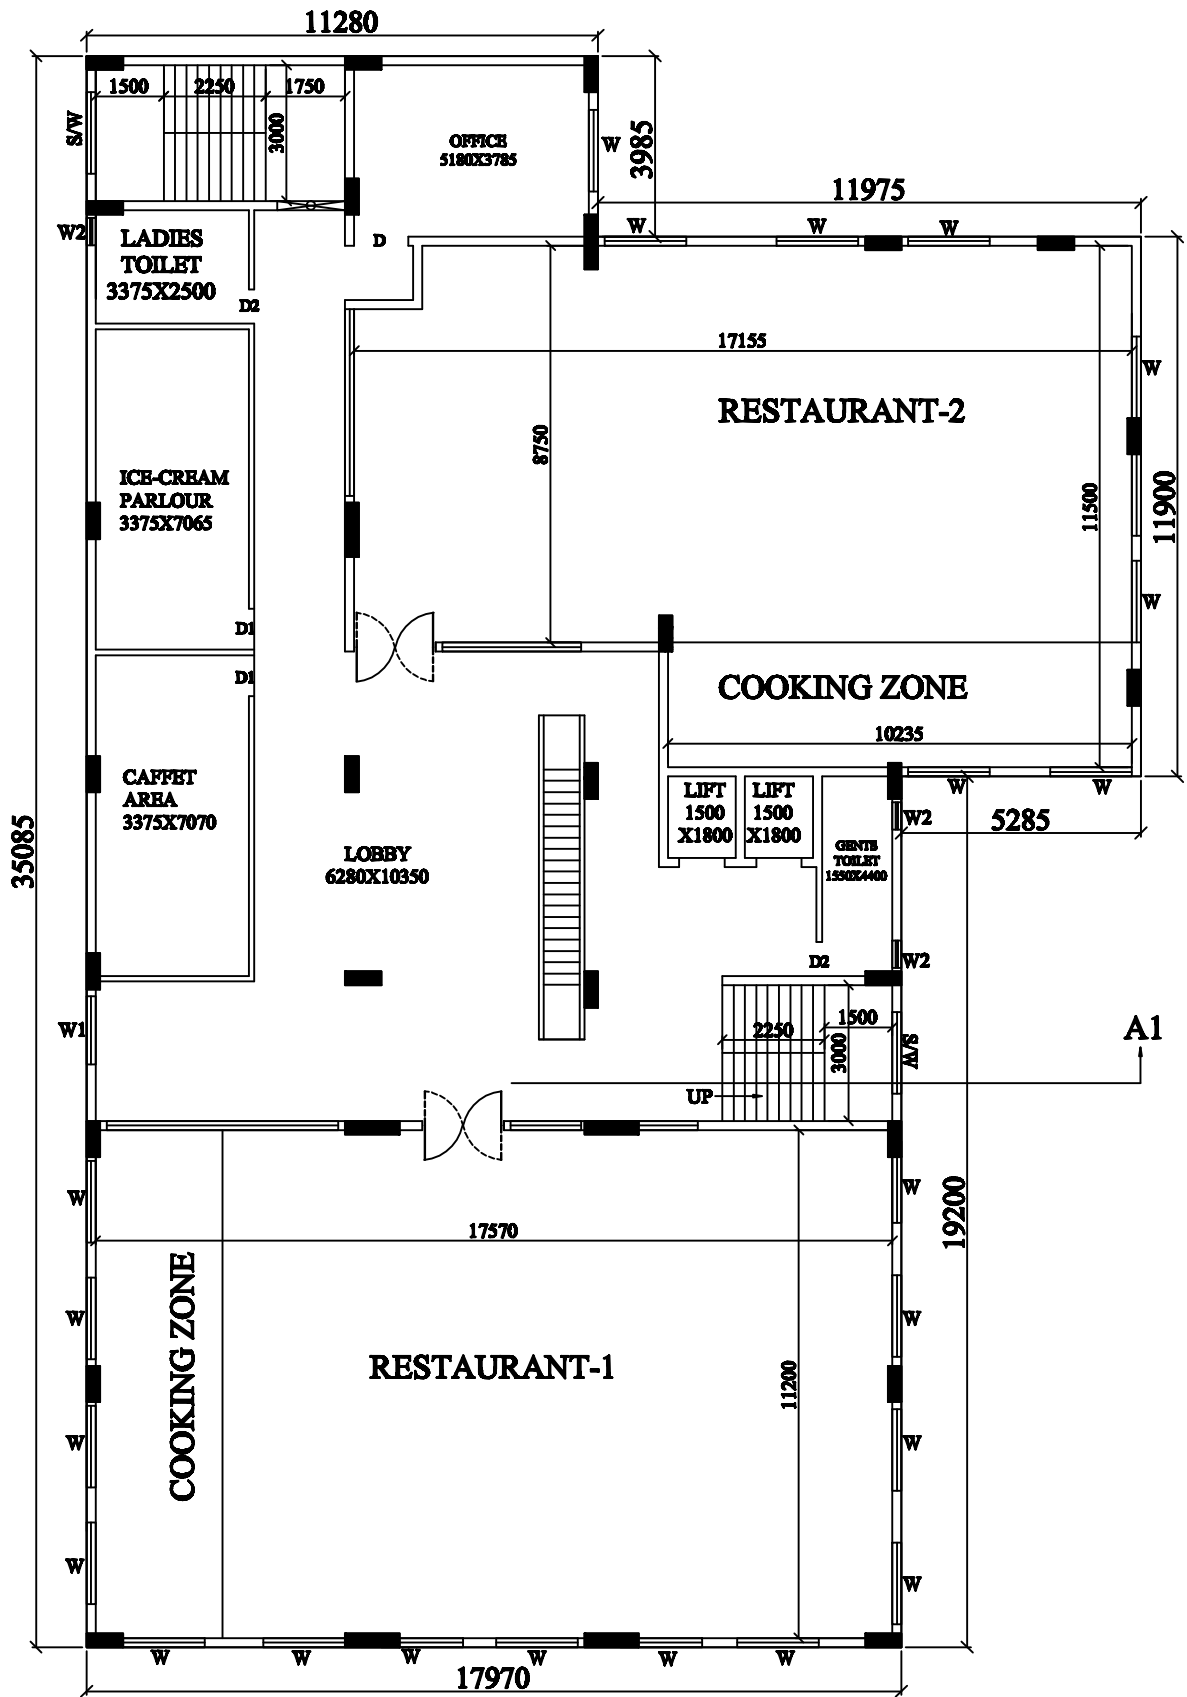 11280
1500 2250 1750
S/W
3000
OFFICE
5180X3785
W
3985
11975
W2
LADIES
TOILET
3375X2500
D
W
W
W
D2
17155
W
RESTAURANT-2
8750
ICE-CREAM
PARLOUR
3375X7065
11500
11900
W
D1
D1
COOKING ZONE
10235
CAFFET
AREA
3375X7070
LIFT
1500
X1800
LIFT
1500
X1800
W
W
W2
5285
35085
LOBBY
6280X10350
GENTS
TOILET
1550X4400
D2
W2
W1
2250
1500
3000
S/W
A1
UP
W
W
19200
17570
COOKING ZONE
W
W
RESTAURANT-1
11200
W
W
W
W
W
W
W
W
W
W
17970